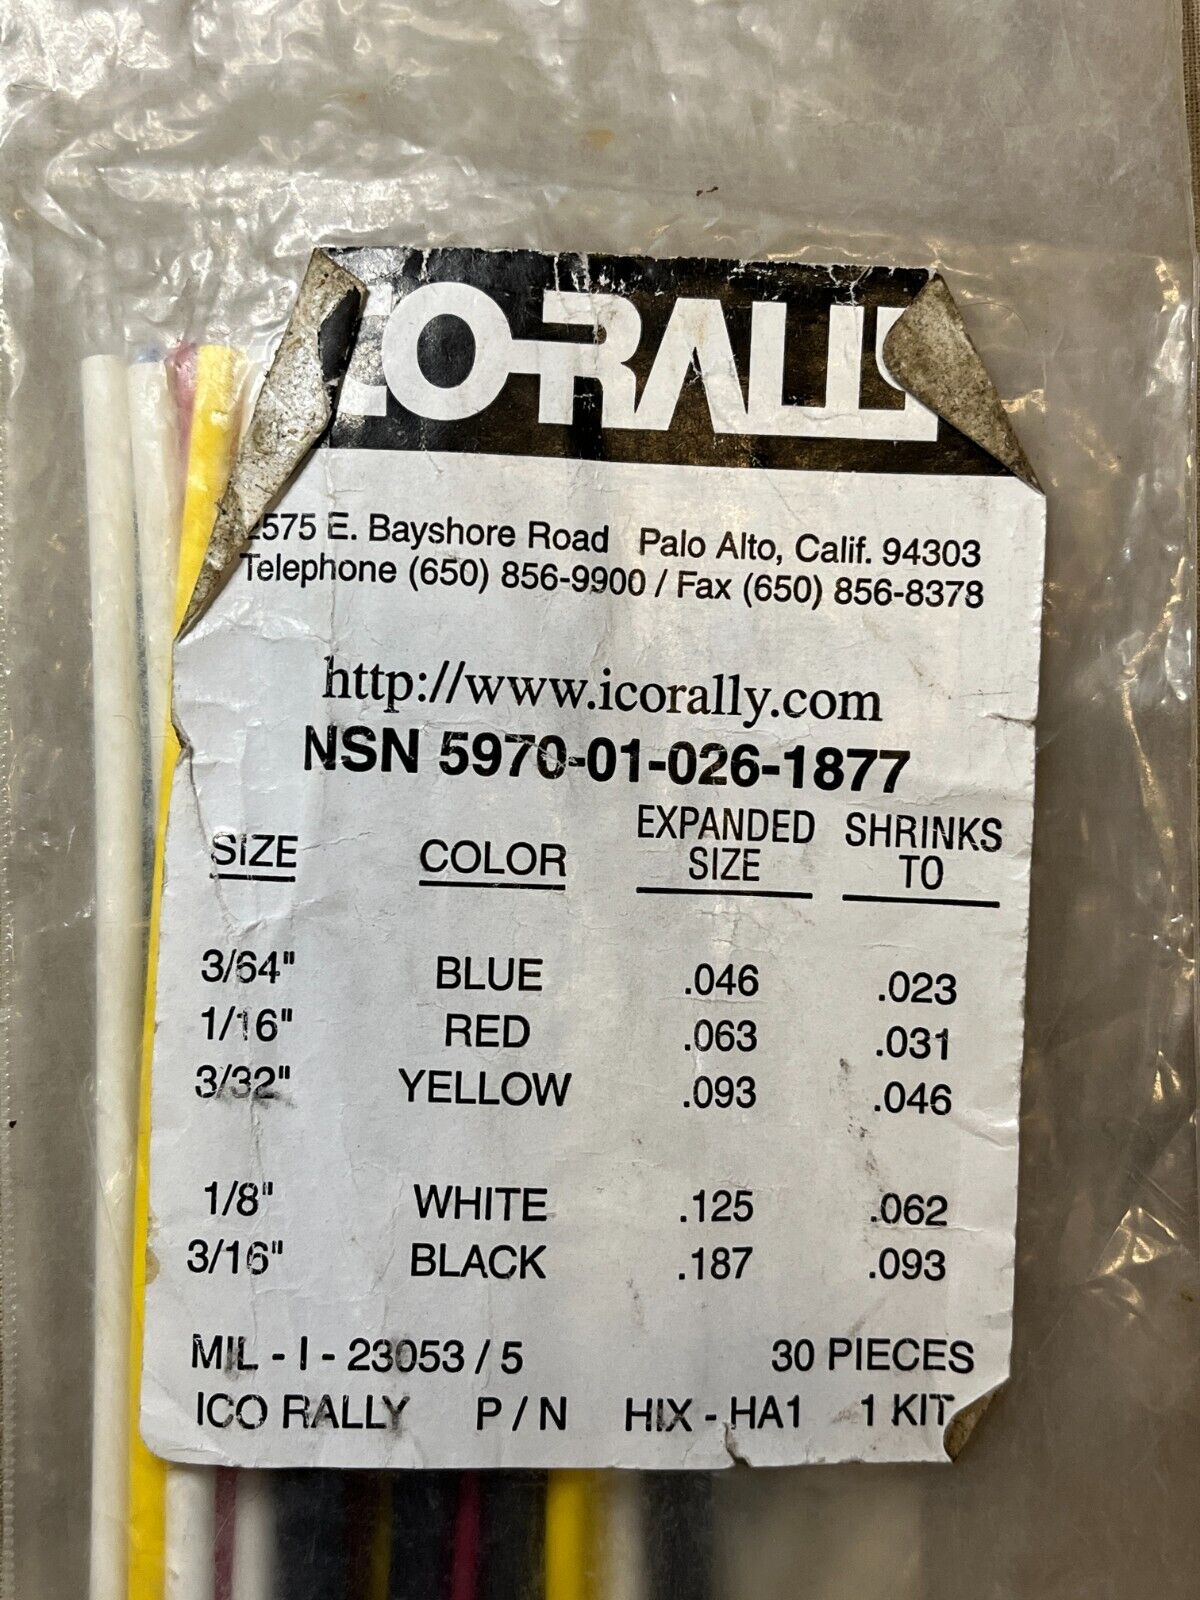 ICO-RALLY
2575 E. Bayshore Road Palo Alto, Calif. 94303
Telephone (650) 856-9900 / Fax (650) 856-8378
http://www.icorally.com
NSN 5970-01-026-1877
SIZE COLOR EXPANDED SIZE SHRINKS TO
3/64" BLUE .046 .023
1/16" RED .063 .031
3/32" YELLOW .093 .046
1/8" WHITE .125 .062
3/16" BLACK .187 .093
MIL - I - 23053 / 5 30 PIECES
ICO RALLY P / N HIX - HA1 1 KIT